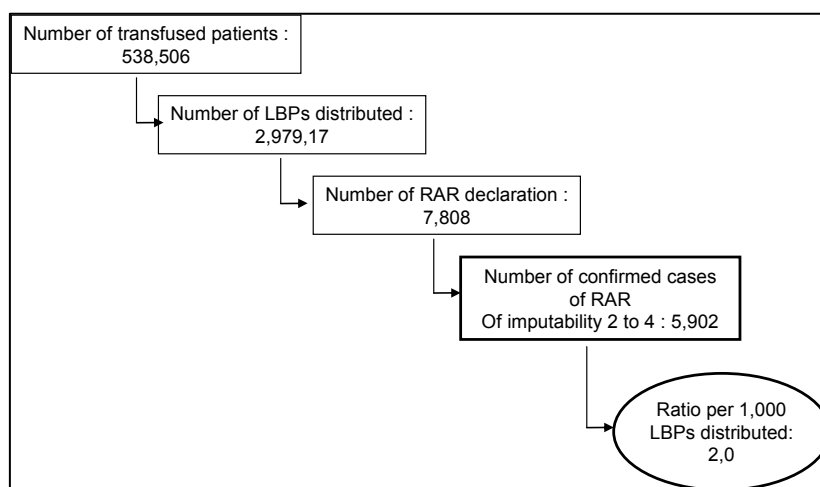 Number of transfused patients :
538,506
Number of LBPs distributed :
2,979,17
Number of RAR declaration :
7,808
Number of confirmed cases
of RAR
Of imputability 2 to 4 : 5,902
Ratio per 1,000
LBPs distributed:
2,0